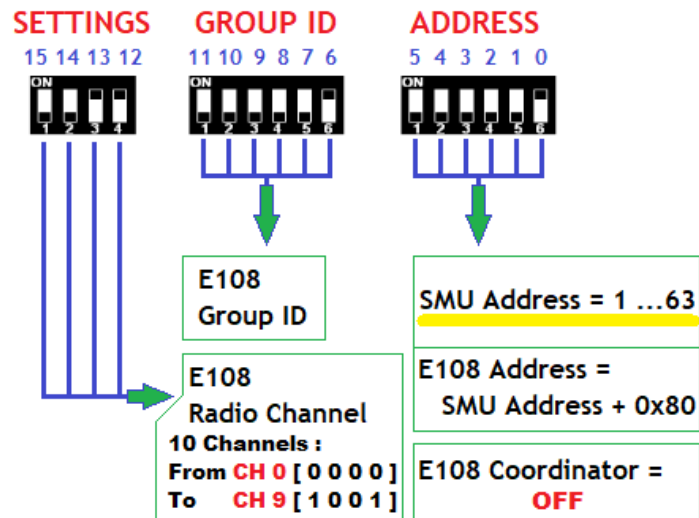 SETTINGS GROUP ID ADDRESS
15 14 13 12 11 10 9 8 7 6 5 4 3 2 1 0
ON ON ON
1 2 3 4 1 2 3 4 5 6 1 2 3 4 5 6
E108
Group ID
SMU Address = 1 ...63
E108 Address =
SMU Address + 0x80
E108
Radio Channel
10 Channels :
From CH 0 [ 0 0 0 0 ]
To CH 9 [ 1 0 0 1 ]
E108 Coordinator =
OFF